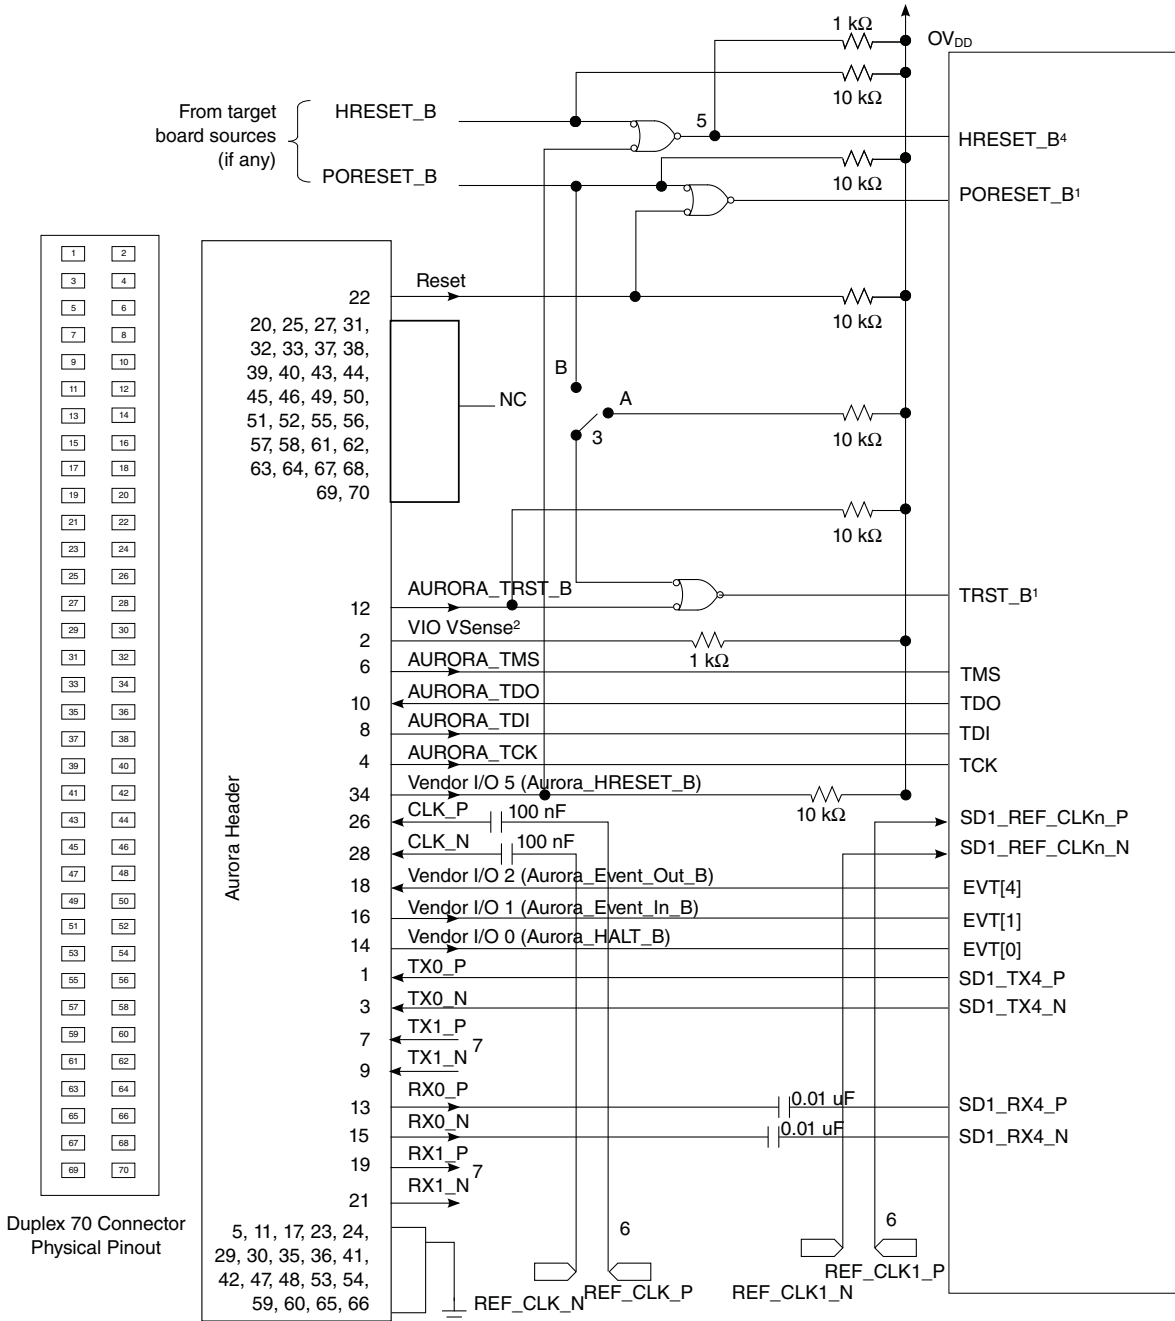 1 kΩ
OVDD
10 kΩ
From target
board sources
(if any)
HRESET_B
5
HRESET_B4
10 kΩ
PORESET_B
PORESET_B1
1 2
3 4
5 6
7 8
9 10
11 12
13 14
15 16
17 18
19 20
21 22
23 24
25 26
27 28
29 30
31 32
33 34
35 36
37 38
39 40
41 42
43 44
45 46
47 48
49 50
51 52
53 54
55 56
57 58
59 60
61 62
63 64
65 66
67 68
69 70
Duplex 70 Connector
Physical Pinout
Aurora Header
22 Reset
10 kΩ
20, 25, 27, 31,
32, 33, 37, 38,
39, 40, 43, 44,
45, 46, 49, 50,
51, 52, 55, 56,
57, 58, 61, 62,
63, 64, 67, 68,
69, 70
NC
B
A
3
10 kΩ
10 kΩ
12 AURORA_TRST_B
TRST_B1
2 VIO VSense2
1 kΩ
6 AURORA_TMS TMS
10 AURORA_TDO TDO
8 AURORA_TDI TDI
4 AURORA_TCK TCK
34 Vendor I/O 5 (Aurora_HRESET_B)
10 kΩ
26 CLK_P 100 nF SD1_REF_CLKn_P
28 CLK_N 100 nF SD1_REF_CLKn_N
18 Vendor I/O 2 (Aurora_Event_Out_B) EVT[4]
16 Vendor I/O 1 (Aurora_Event_In_B) EVT[1]
14 Vendor I/O 0 (Aurora_HALT_B) EVT[0]
1 TX0_P SD1_TX4_P
3 TX0_N SD1_TX4_N
7 TX1_P
7
9 TX1_N
13 RX0_P 0.01 uF SD1_RX4_P
15 RX0_N 0.01 uF SD1_RX4_N
19 RX1_P
7
21 RX1_N
5, 11, 17, 23, 24,
29, 30, 35, 36, 41,
42, 47, 48, 53, 54,
59, 60, 65, 66
6
REF_CLK_N
REF_CLK_P
6
REF_CLK1_N
REF_CLK1_P